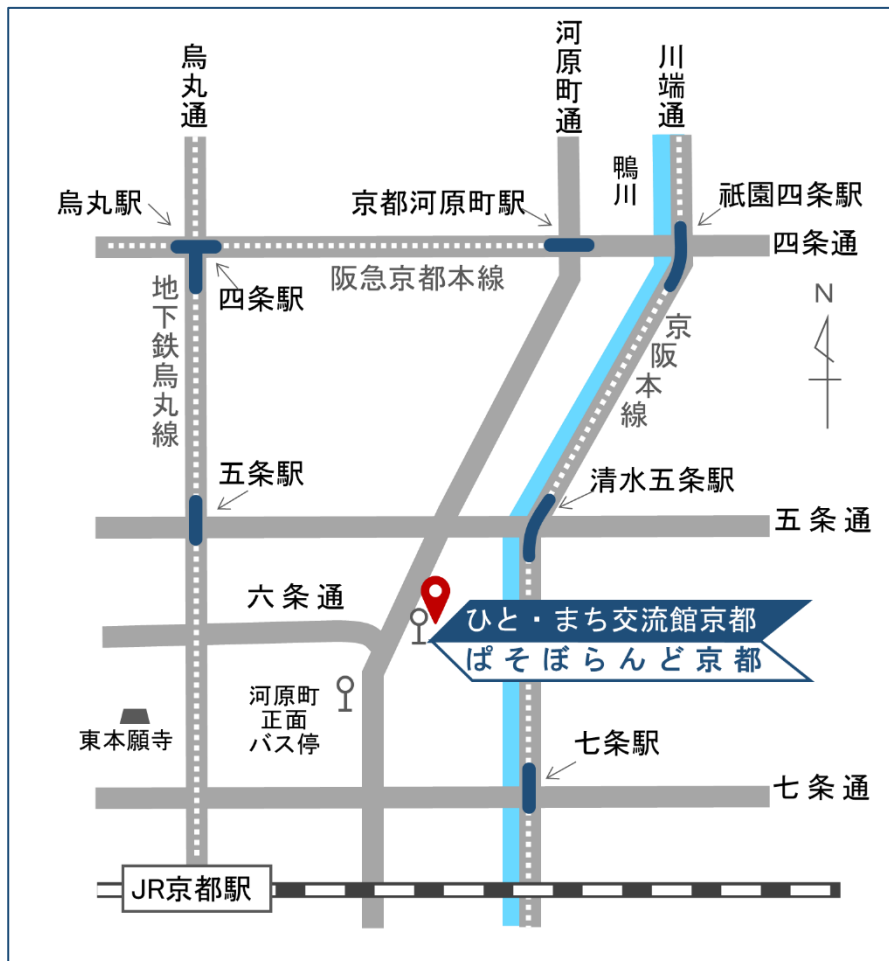 烏丸通
河原町通
川端通
鴨川
烏丸駅
京都河原町駅
祇園四条駅
四条通
四条駅
阪急京都本線
地下鉄烏丸線
京阪本線
N
五条駅
清水五条駅
五条通
六条通
ひと・まち交流館京都
ぱそぼらんど京都
河原町
正面
バス停
東本願寺
七条駅
七条通
JR京都駅